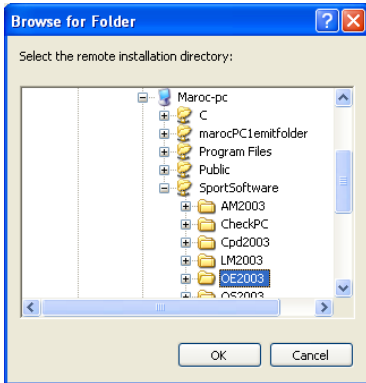 Browse for Folder
Select the remote installation directory:
Maroc-pc
C
marocPC1emitfolder
Program Files
Public
SportSoftware
AM2003
CheckPC
Cpd2003
LM2003
OE2003
OS2003
OK Cancel